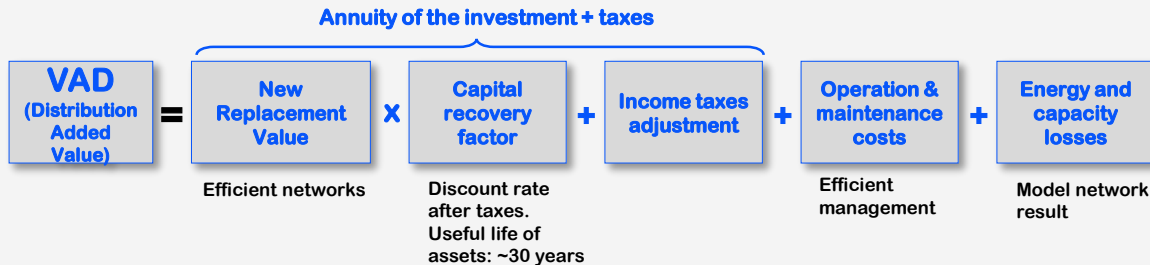 Annuity of the investment + taxes
VAD
(Distribution
Added
Value)
=
New
Replacement
Value
x
Capital
recovery
factor
+
Income taxes
adjustment
+
Operation &
maintenance
costs
+
Energy and
capacity
losses
Efficient networks
Discount rate
after taxes.
Useful life of
assets: ~30 years
Efficient
management
Model network
result